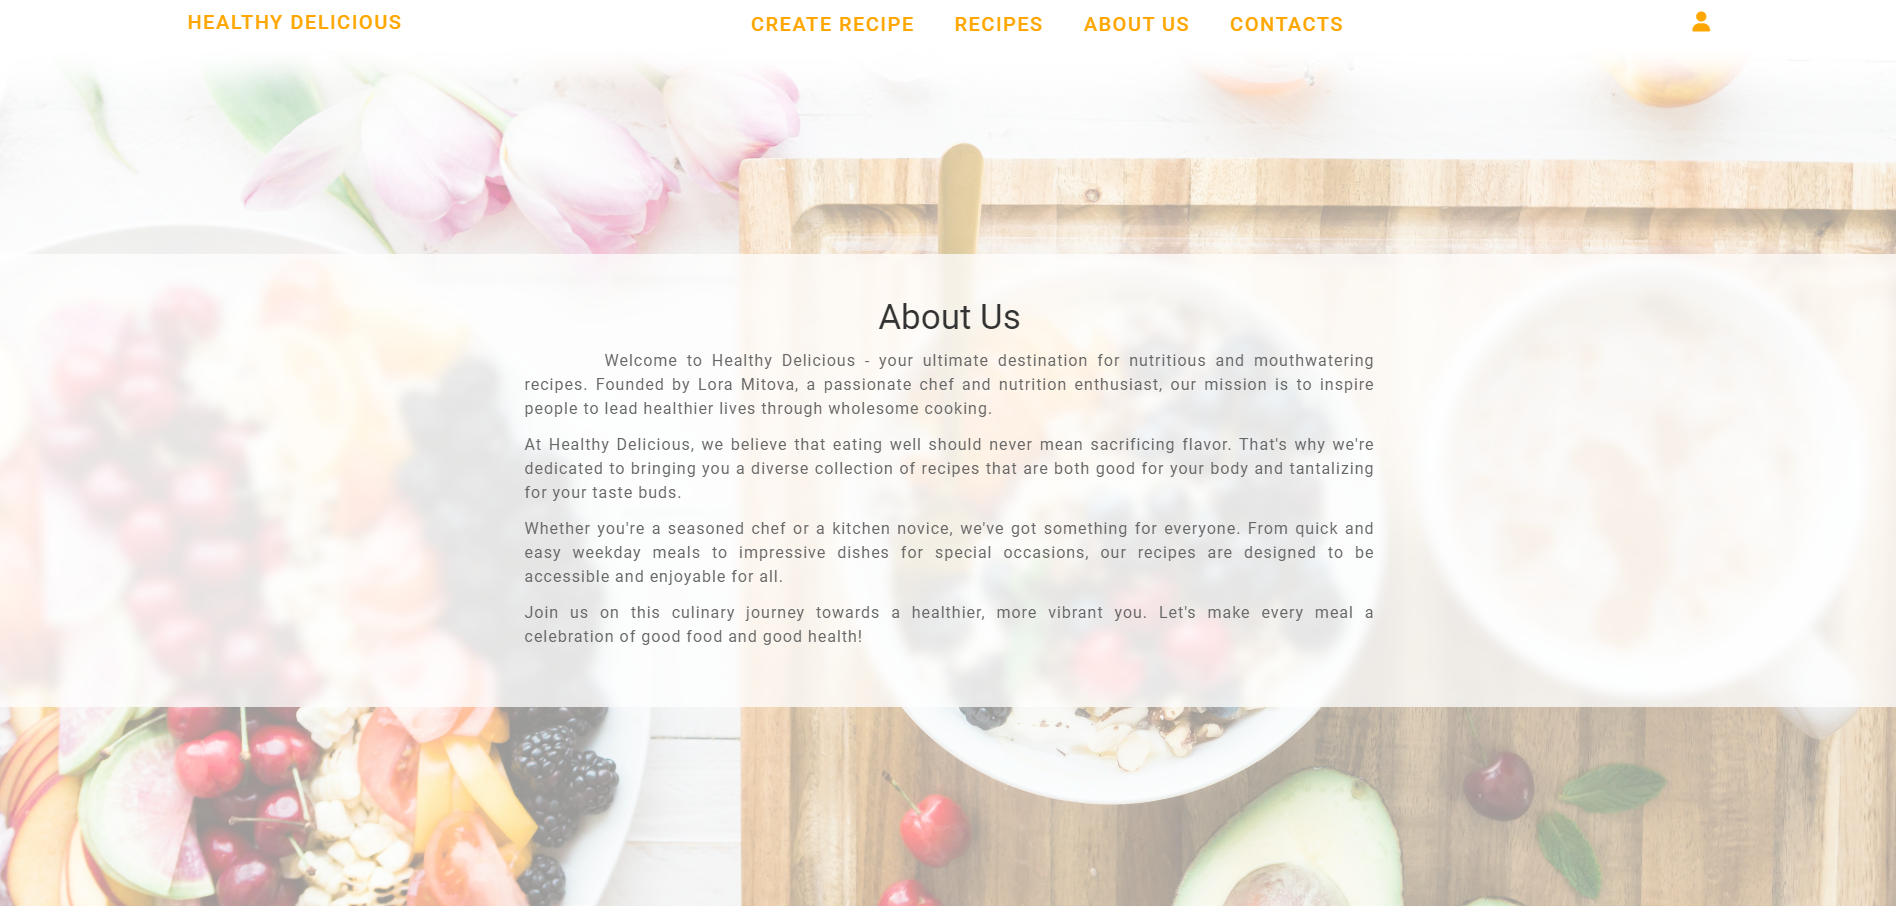 HEALTHY DELICIOUS
CREATE RECIPE RECIPES ABOUT US CONTACTS
About Us
Welcome to Healthy Delicious - your ultimate destination for nutritious and mouthwatering
recipes. Founded by Lora Mitova, a passionate chef and nutrition enthusiast, our mission is to inspire
people to lead healthier lives through wholesome cooking.
At Healthy Delicious, we believe that eating well should never mean sacrificing flavor. That's why we're
dedicated to bringing you a diverse collection of recipes that are both good for your body and tantalizing
for your taste buds.
Whether you're a seasoned chef or a kitchen novice, we've got something for everyone. From quick and
easy weekday meals to impressive dishes for special occasions, our recipes are designed to be
accessible and enjoyable for all.
Join us on this culinary journey towards a healthier, more vibrant you. Let's make every meal a
celebration of good food and good health!